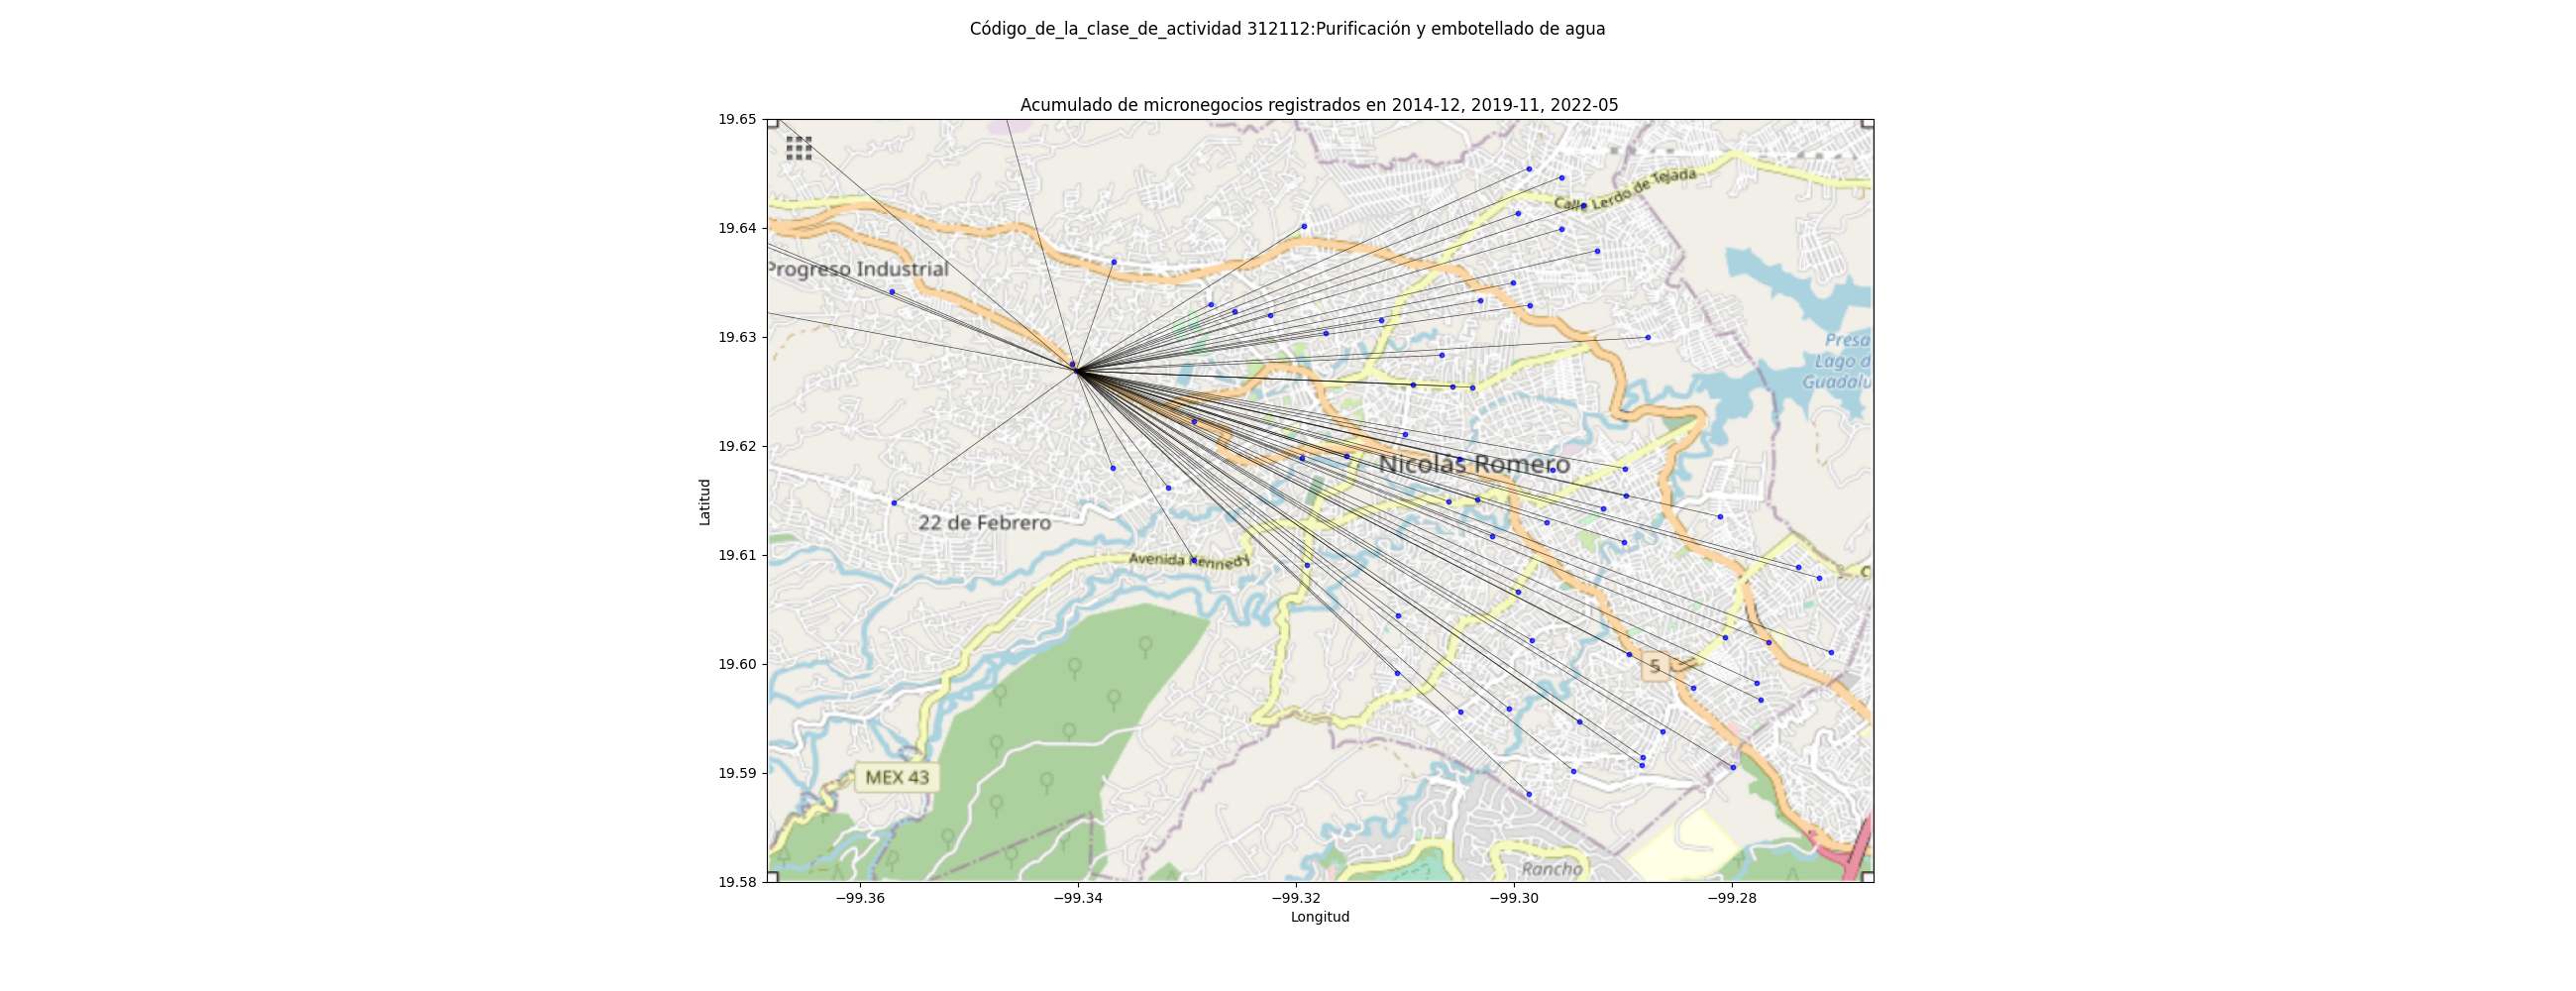 Código_de_la_clase_de_actividad 312112:Purificación y embotellado de agua
Acumulado de micronegocios registrados en 2014-12, 2019-11, 2022-05
19.65
19.64
19.63
19.62
19.61
19.60
19.59
19.58
Latitud
Calle Lerdo de Tejada
Progreso Industrial
Presa
Lago d
Guadalu
Nicolás Romero
22 de Febrero
Avenida Kennedy
C
5
MEX 43
Rancho
−99.36
−99.34
−99.32
−99.30
−99.28
Longitud